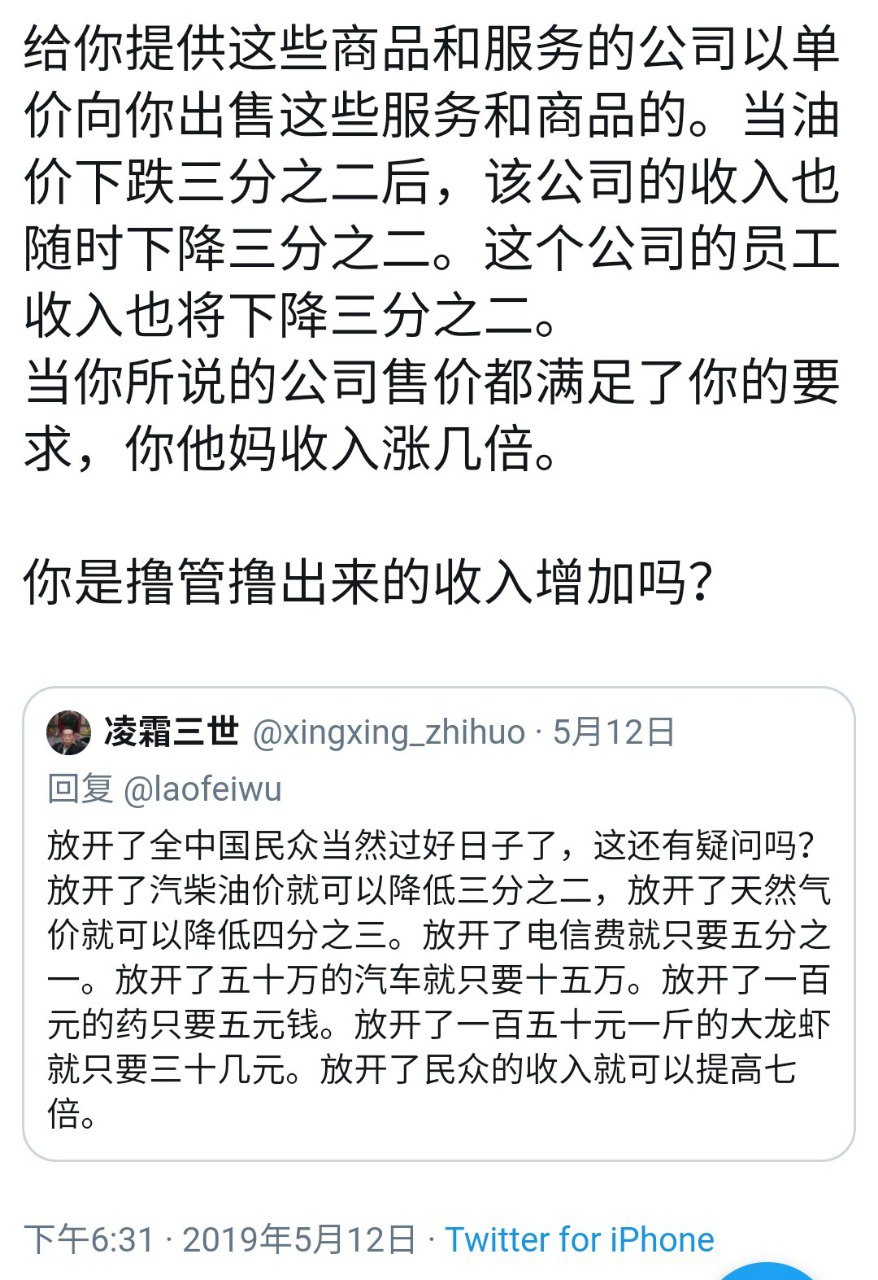 给你提供这些商品和服务的公司以单
价向你出售这些服务和商品的。当油
价下跌三分之二后，该公司的收入也
随时下降三分之二。这个公司的员工
收入也将下降三分之二。
当你所说的公司售价都满足了你的要
求，你他妈收入涨几倍。
你是撸管撸出来的收入增加吗？
凌霜三世 @xingxing_zhihuo · 5月12日
回复 @laofeiwu
放开了全中国民众当然过好日子了，这还有疑问吗？
放开了汽柴油价就可以降低三分之二，放开了天然气
价就可以降低四分之三。放开了电信费就只要五分之
一。放开了五十万的汽车就只要十五万。放开了一百
元的药只要五元钱。放开了一百五十元一斤的大龙虾
就只要三十几元。放开了民众的收入就可以提高七
倍。
下午6:31 · 2019年5月12日 · Twitter for iPhone